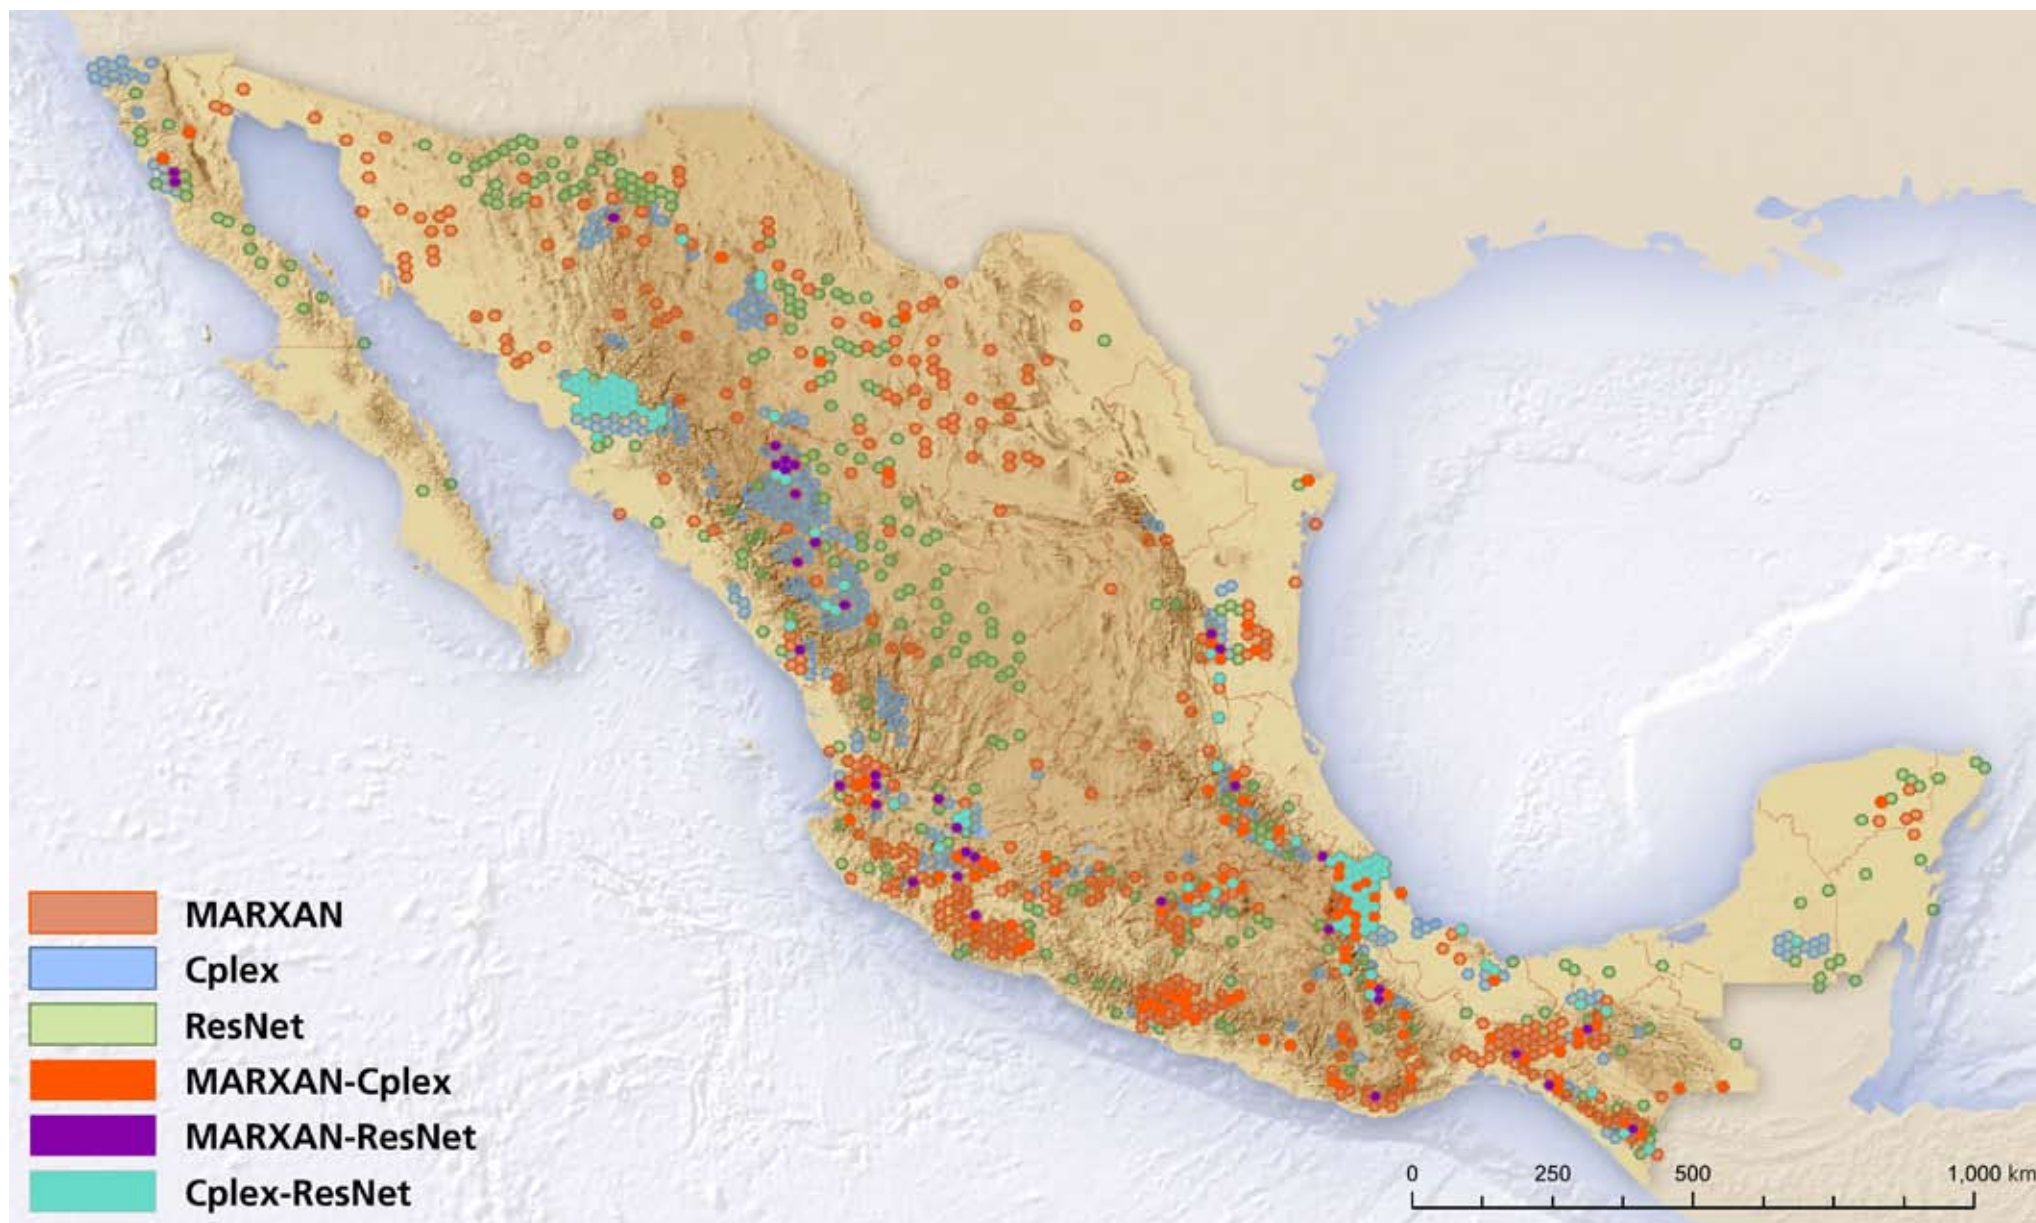 MARXAN
Cplex
ResNet
MARXAN-Cplex
MARXAN-ResNet
Cplex-ResNet
0 250 500 1,000 km